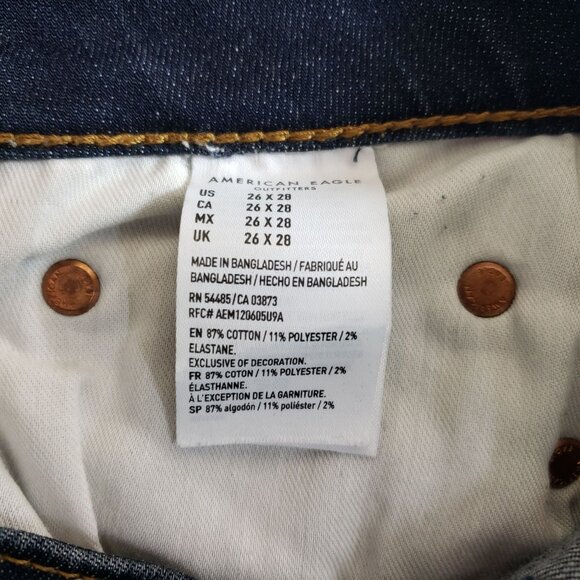 AMERICAN EAGLE
OUTFITTERS
US 26 X 28
CA 26 X 28
MX 26 X 28
UK 26 X 28
MADE IN BANGLADESH / FABRIQUÉ AU
BANGLADESH / HECHO EN BANGLADESH
RN 54485/CA 03873
RFC# AEM120605U9A
EN 87% COTTON / 11% POLYESTER / 2%
ELASTANE.
EXCLUSIVE OF DECORATION.
FR 87% COTON / 11% POLYESTER / 2%
ÉLASTHANNE.
À L'EXCEPTION DE LA GARNITURE.
SP 87% algodón / 11% poliéster / 2%